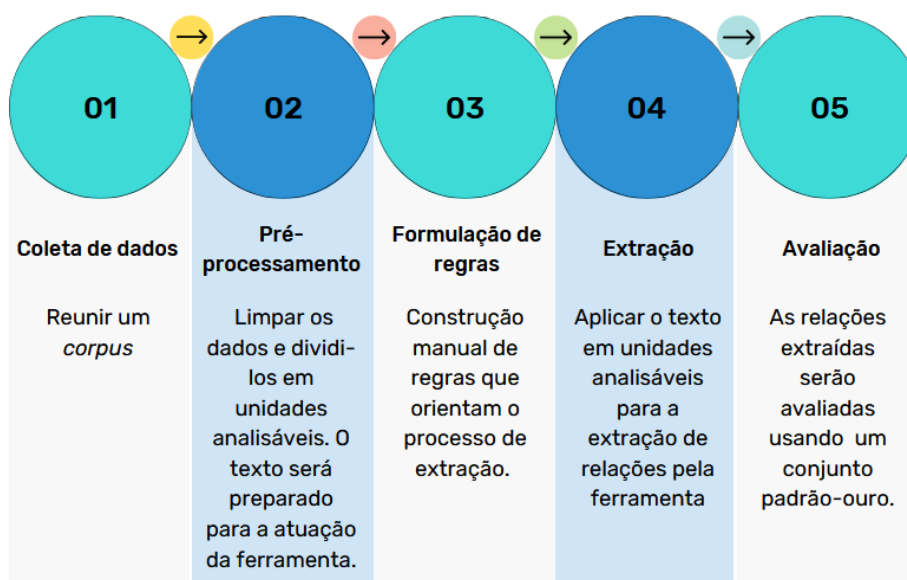 01
Coleta de dados
Reunir um
corpus
02
Pré-
processamento
Limpar os
dados e dividi-
los em
unidades
analisáveis. O
texto será
preparado
para a atuação
da ferramenta.
03
Formulação de
regras
Construção
manual de
regras que
orientam o
processo de
extração.
04
Extração
Aplicar o texto
em unidades
analisáveis
para a
extração de
relações pela
ferramenta
05
Avaliação
As relações
extraídas
serão
avaliadas
usando um
conjunto
padrão-ouro.